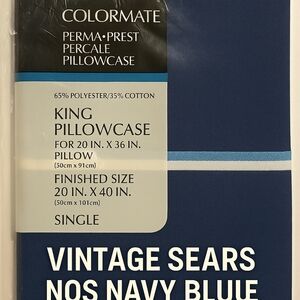 COLORMATE
PERMA•PREST
PERCALE
PILLOWCASE
65% POLYESTER/35% COTTON
KING
PILLOWCASE
FOR 20 IN. X 36 IN.
PILLOW
(50cm x 91cm)
FINISHED SIZE
20 IN. X 40 IN.
(50cm x 101cm)
SINGLE
VINTAGE SEARS
NOS NAVY BLUIE